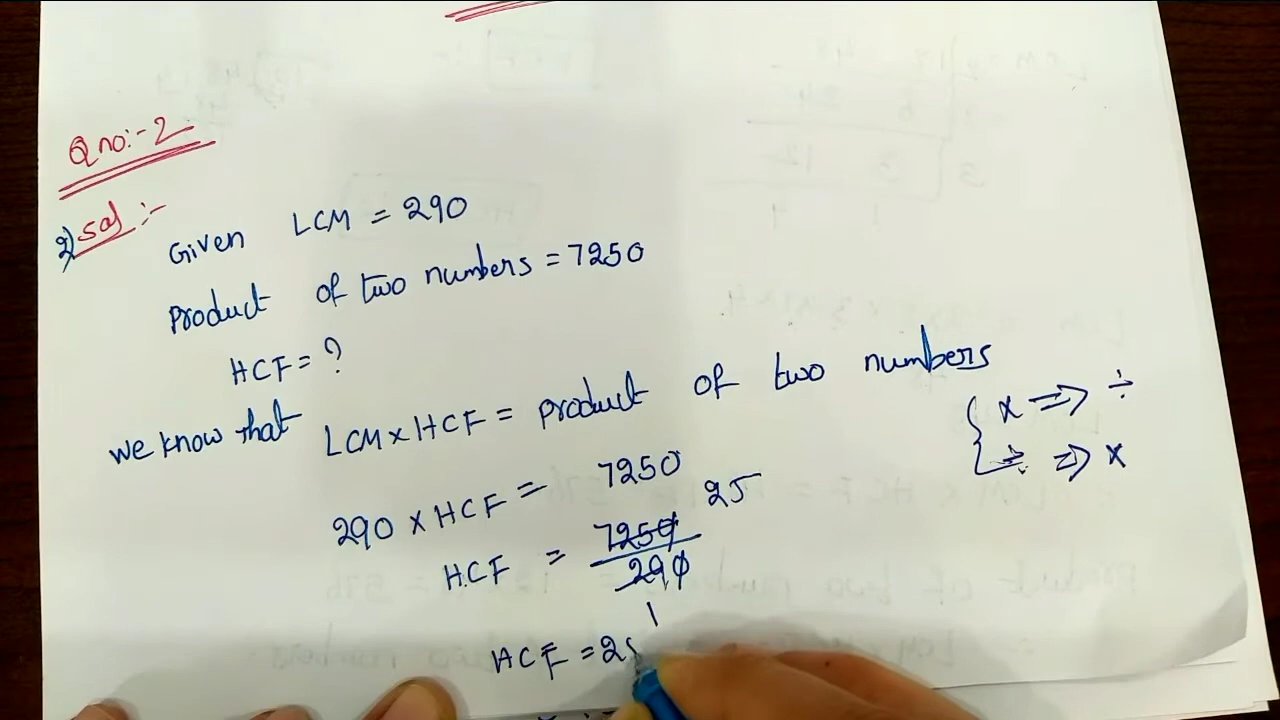 Q no:- 2
2) Sol :-
Given LCM = 290
Product of two numbers = 7250
HCF = ?
we know that LCM x HCF = product of two numbers
{ x => ÷
÷ => x
290 x HCF = 7250
25
HCF = 7250/290
1
HCF = 25